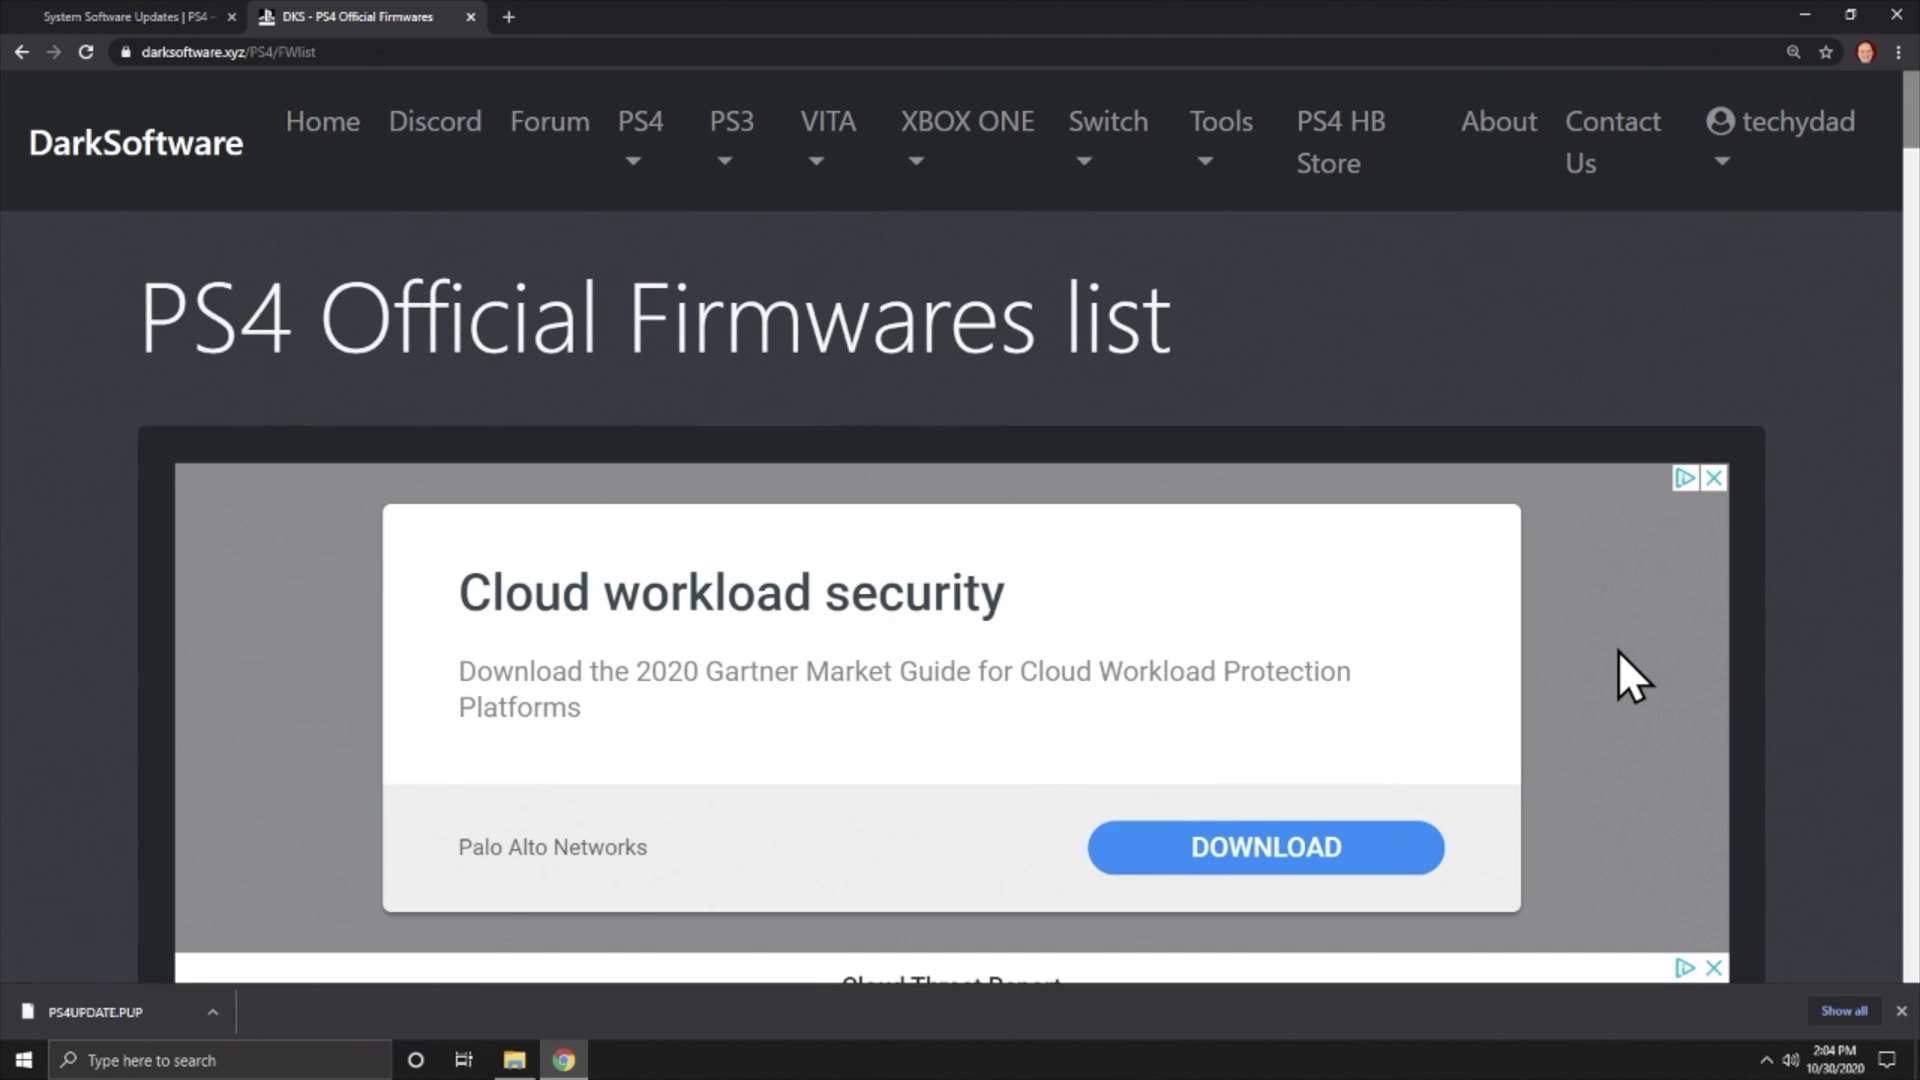 System Software Updates | PS4 –
DKS - PS4 Official Firmwares
darksoftware.xyz/PS4/FWlist
DarkSoftware
Home
Discord
Forum
PS4
PS3
VITA
XBOX ONE
Switch
Tools
PS4 HB
Store
About
Contact
Us
techydad
PS4 Official Firmwares list
Cloud workload security
Download the 2020 Gartner Market Guide for Cloud Workload Protection
Platforms
Palo Alto Networks
DOWNLOAD
Cloud Threat Report
PS4UPDATE.PUP
Show all
Type here to search
2:04 PM
10/30/2020